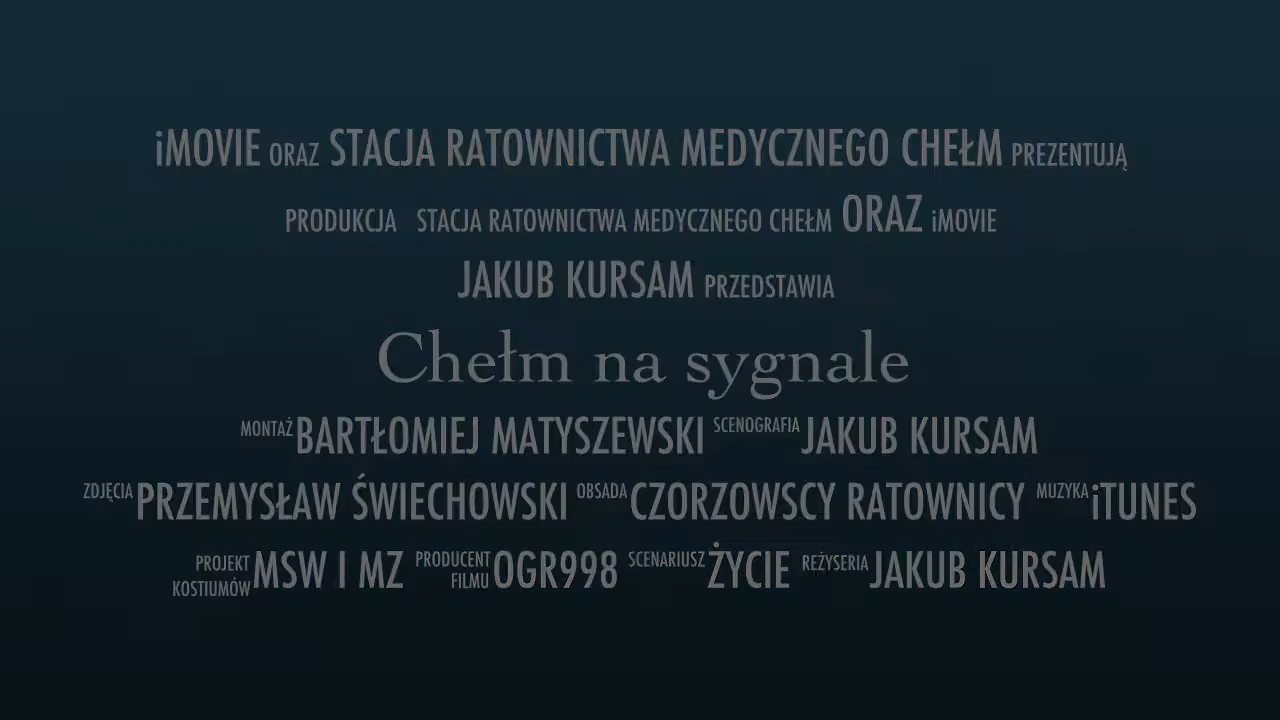 iMOVIE ORAZ STACJA RATOWNICTWA MEDYCZNEGO CHEŁM PREZENTUJĄ
PRODUKCJA STACJA RATOWNICTWA MEDYCZNEGO CHEŁM ORAZ iMOVIE
JAKUB KURSAM PRZEDSTAWIA
Chełm na sygnale
MONTAŻ BARTŁOMIEJ MATYSZEWSKI SCENOGRAFIA JAKUB KURSAM
ZDJĘCIA PRZEMYSŁAW ŚWIECHOWSKI OBSADA CZORZOWSCY RATOWNICY MUZYKA iTUNES
PROJEKT KOSTIUMÓW MSW I MZ PRODUCENT FILMU OGR998 SCENARIUSZ ŻYCIE REŻYSERIA JAKUB KURSAM